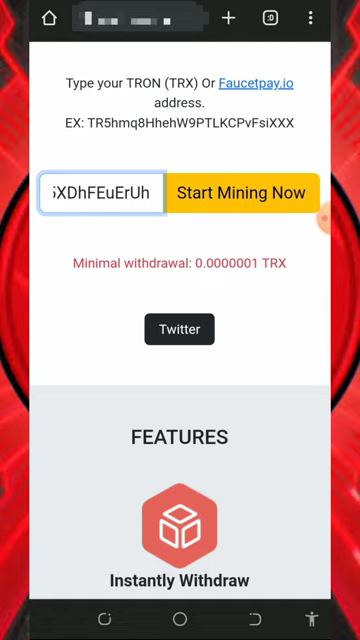 :D
Type your TRON (TRX) Or Faucetpay.io
address.
EX: TR5hmq8HhehW9PTLKCPvFsiXXX
XDhFEuErUh
Start Mining Now
Minimal withdrawal: 0.0000001 TRX
Twitter
FEATURES
Instantly Withdraw